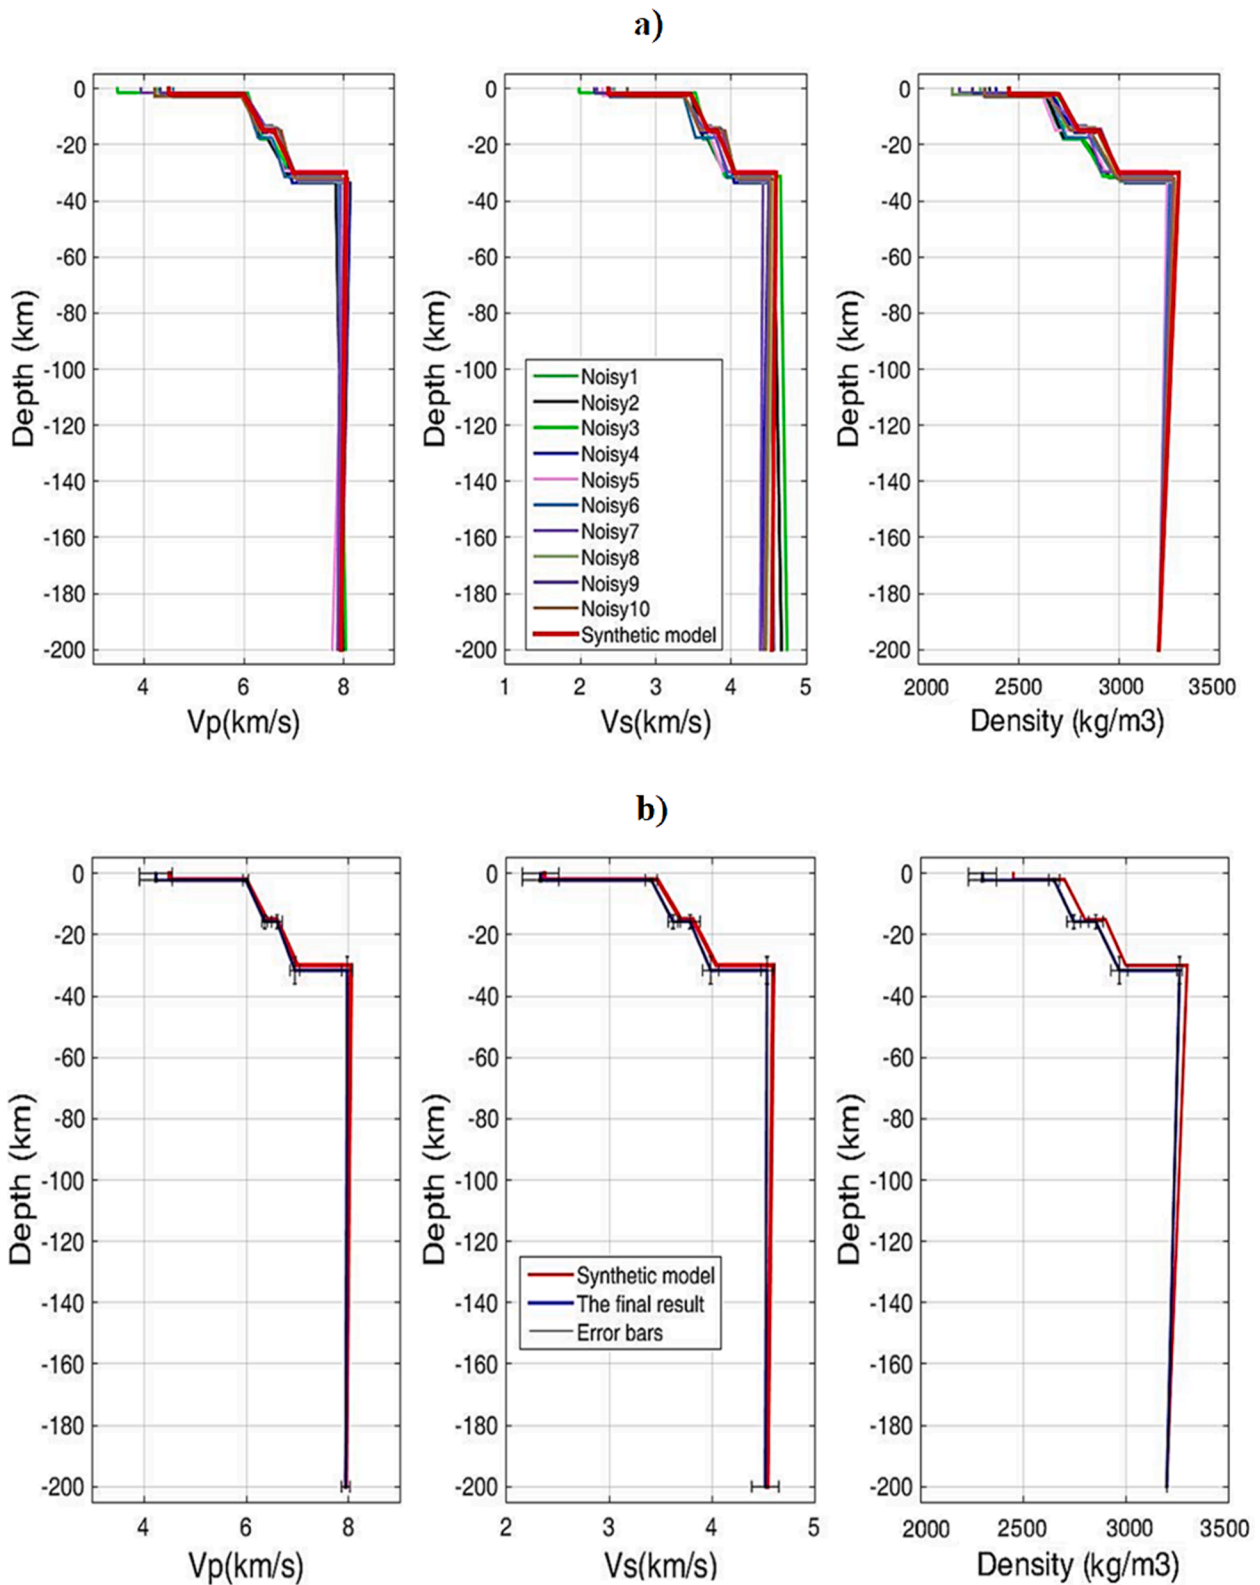 a)
0
-20
-40
-60
-80
-100
-120
-140
-160
-180
-200
4 6 8
Depth (km)
Vp(km/s)
0
-20
-40
-60
-80
-100
-120
-140
-160
-180
-200
1 2 3 4 5
Depth (km)
Vs(km/s)
Noisy1
Noisy2
Noisy3
Noisy4
Noisy5
Noisy6
Noisy7
Noisy8
Noisy9
Noisy10
Synthetic model
0
-20
-40
-60
-80
-100
-120
-140
-160
-180
-200
2000 2500 3000 3500
Depth (km)
Density (kg/m3)
b)
0
-20
-40
-60
-80
-100
-120
-140
-160
-180
-200
4 6 8
Depth (km)
Vp(km/s)
0
-20
-40
-60
-80
-100
-120
-140
-160
-180
-200
2 3 4 5
Depth (km)
Vs(km/s)
Synthetic model
The final result
Error bars
0
-20
-40
-60
-80
-100
-120
-140
-160
-180
-200
2000 2500 3000 3500
Depth (km)
Density (kg/m3)